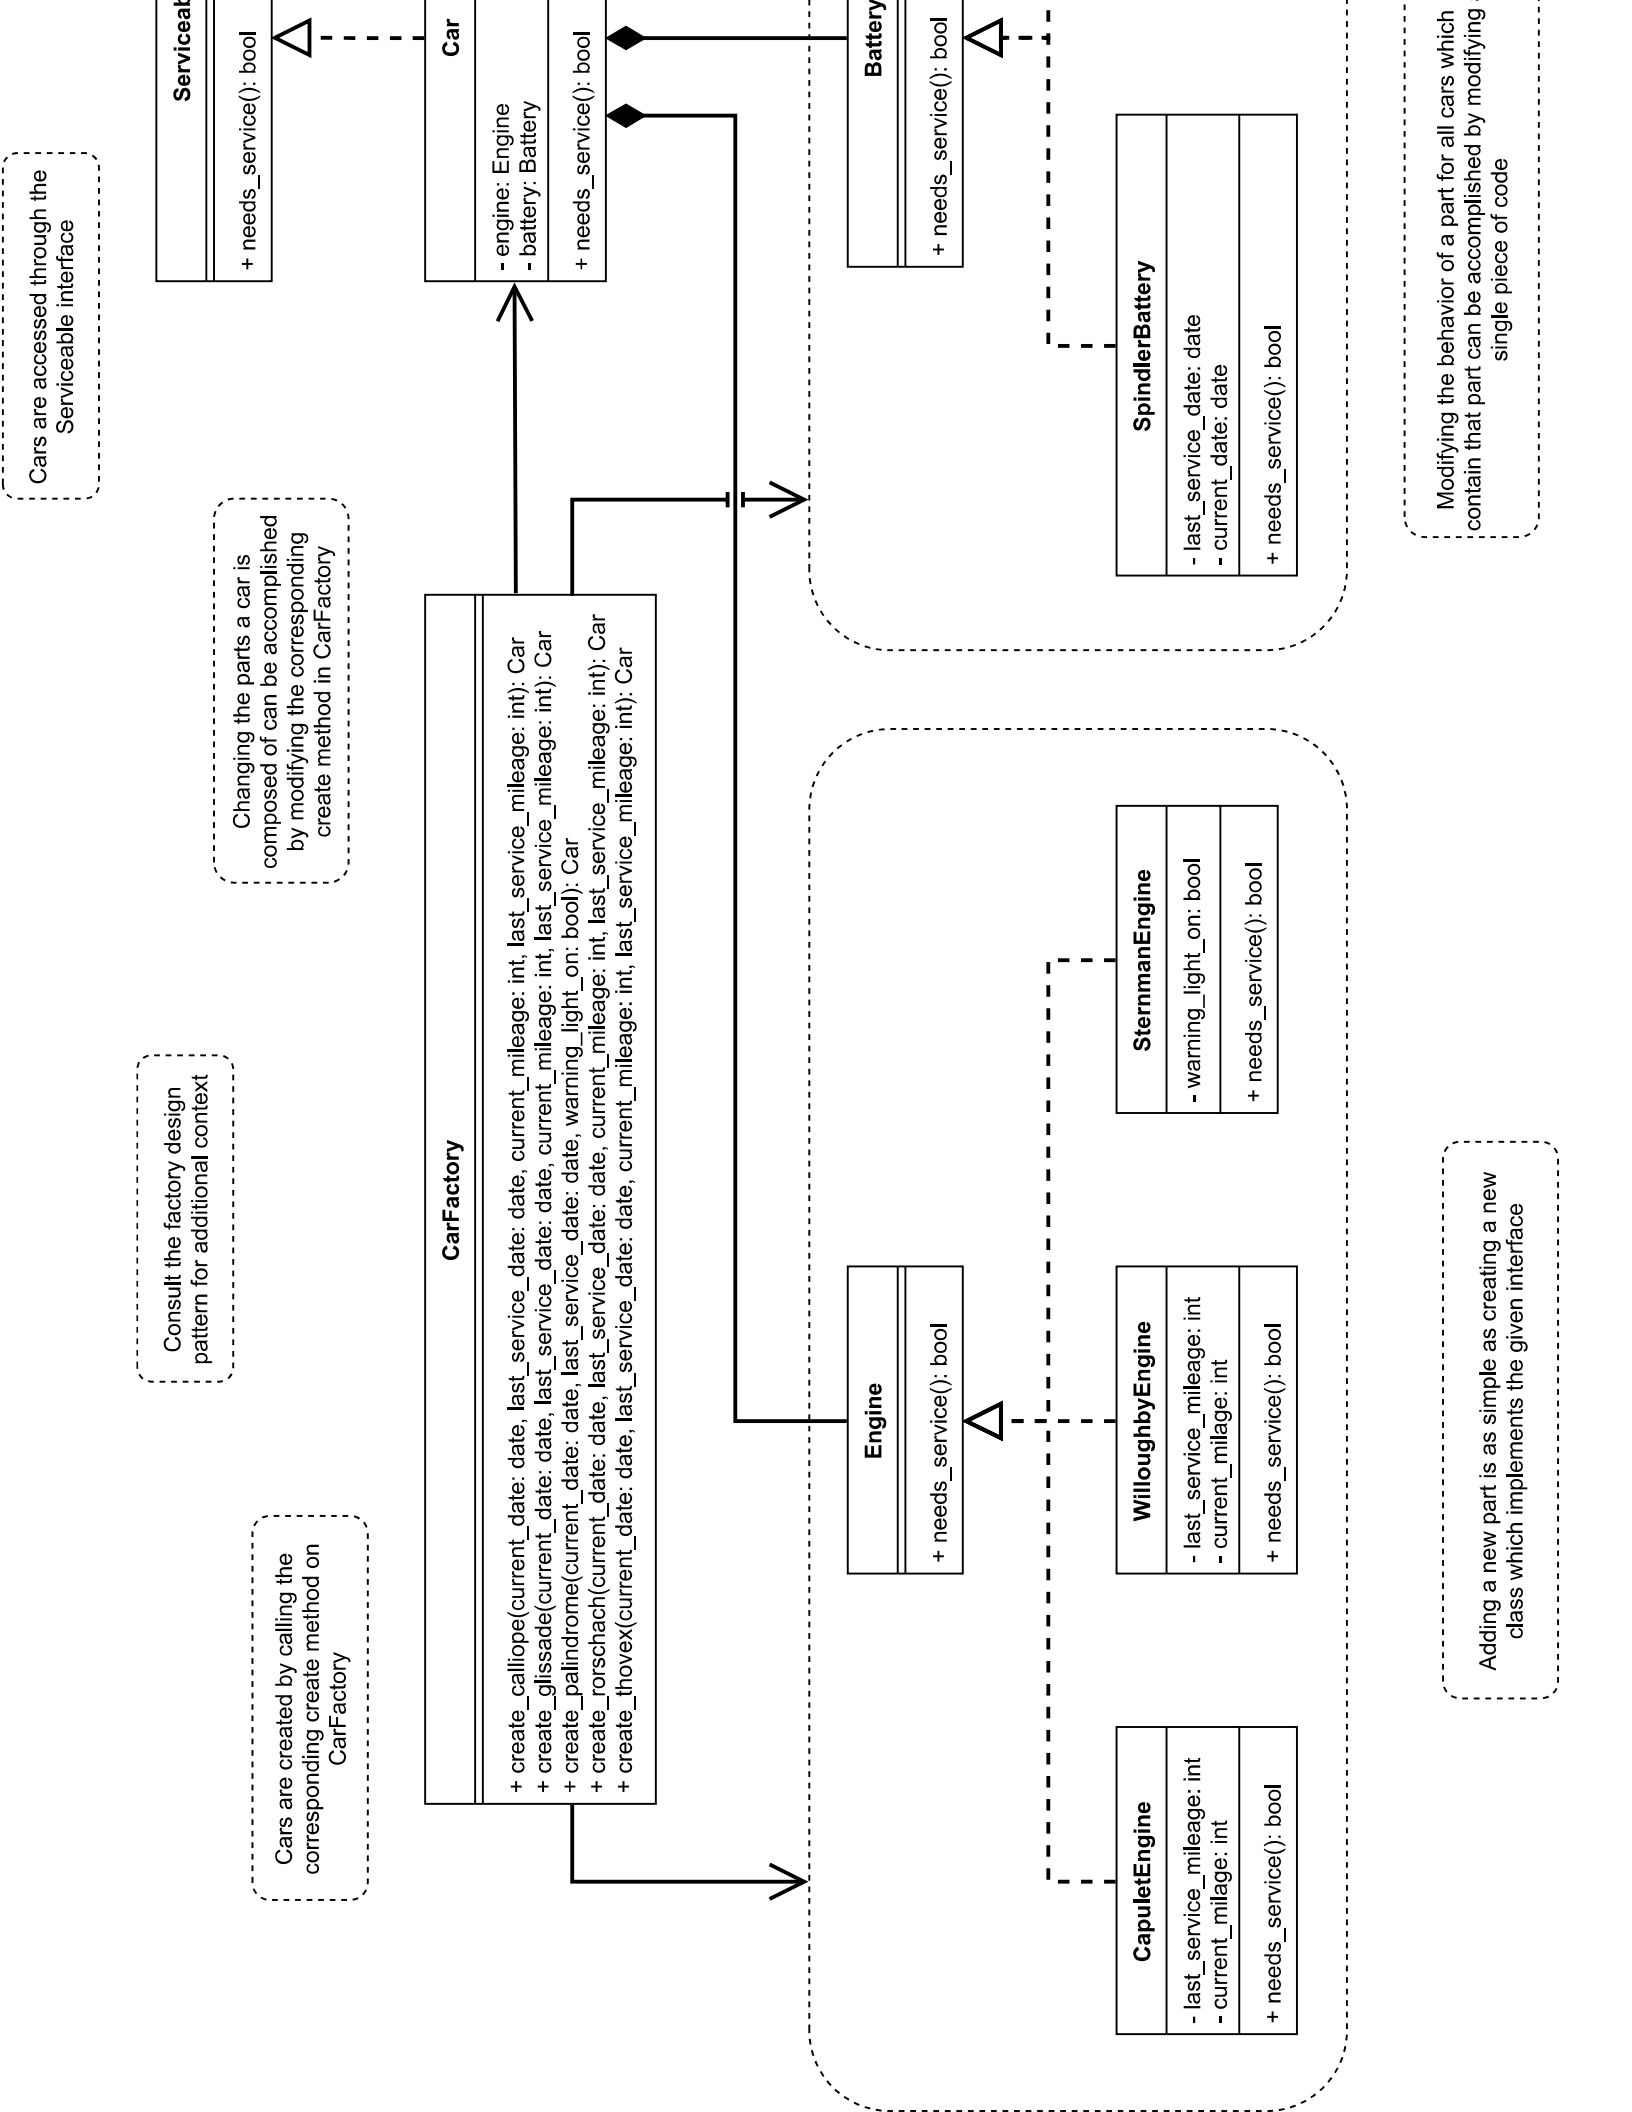 Cars are created by calling the
corresponding create method on
CarFactory
Consult the factory design
pattern for additional context
Changing the parts a car is
composed of can be accomplished
by modifying the corresponding
create method in CarFactory
Cars are accessed through the
Serviceable interface
+ needs_service(): bool
CarFactory
+ create_calliope(current_date: date, last_service_date: date, current_mileage: int, last_service_mileage: int): Car
+ create_glissade(current_date: date, last_service_date: date, current_mileage: int, last_service_mileage: int): Car
+ create_palindrome(current_date: date, last_service_date: date, warning_light_on: bool): Car
+ create_rorschach(current_date: date, last_service_date: date, current_mileage: int, last_service_mileage: int): Car
+ create_thovex(current_date: date, last_service_date: date, current_mileage: int, last_service_mileage: int): Car
Car
- engine: Engine
- battery: Battery
+ needs_service(): bool
Engine
+ needs_service(): bool
Battery
+ needs_service(): bool
CapuletEngine
- last_service_mileage: int
- current_milage: int
+ needs_service(): bool
WilloughbyEngine
- last_service_mileage: int
- current_milage: int
+ needs_service(): bool
SternmanEngine
- warning_light_on: bool
+ needs_service(): bool
SpindlerBattery
- last_service_date: date
- current_date: date
+ needs_service(): bool
Adding a new part is as simple as creating a new
class which implements the given interface
Modifying the behavior of a part for all cars which
contain that part can be accomplished by modifying
single piece of code